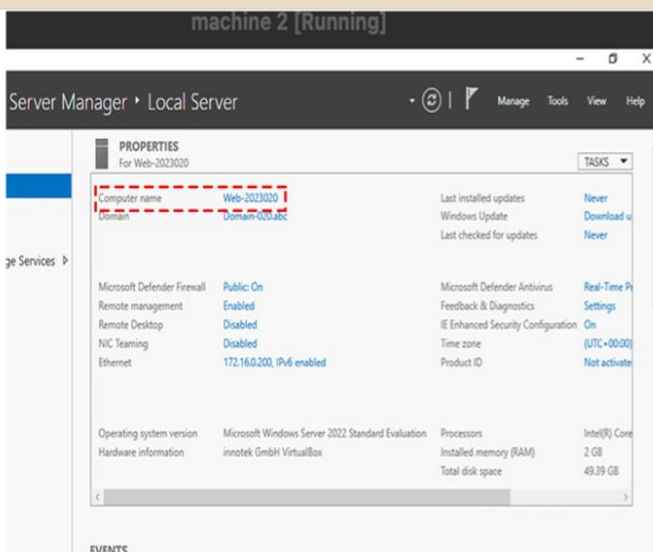 machine 2 [Running]
Server Manager • Local Server
Manage Tools View Help
PROPERTIES
For Web-2023020
TASKS
Computer name Web-2023020 Last installed updates Never
Domain Domain-020.abc Windows Update Download u
Last checked for updates Never
ge Services
Microsoft Defender Firewall Public: On Microsoft Defender Antivirus Real-Time Pr
Remote management Enabled Feedback & Diagnostics Settings
Remote Desktop Disabled IE Enhanced Security Configuration On
NIC Teaming Disabled Time zone (UTC+00:00)
Ethernet 172.16.0.200, IPv6 enabled Product ID Not activate
Operating system version Microsoft Windows Server 2022 Standard Evaluation Processors Intel(R) Core
Hardware information innotek GmbH VirtualBox Installed memory (RAM) 2 GB
Total disk space 49.39 GB
EVENTS